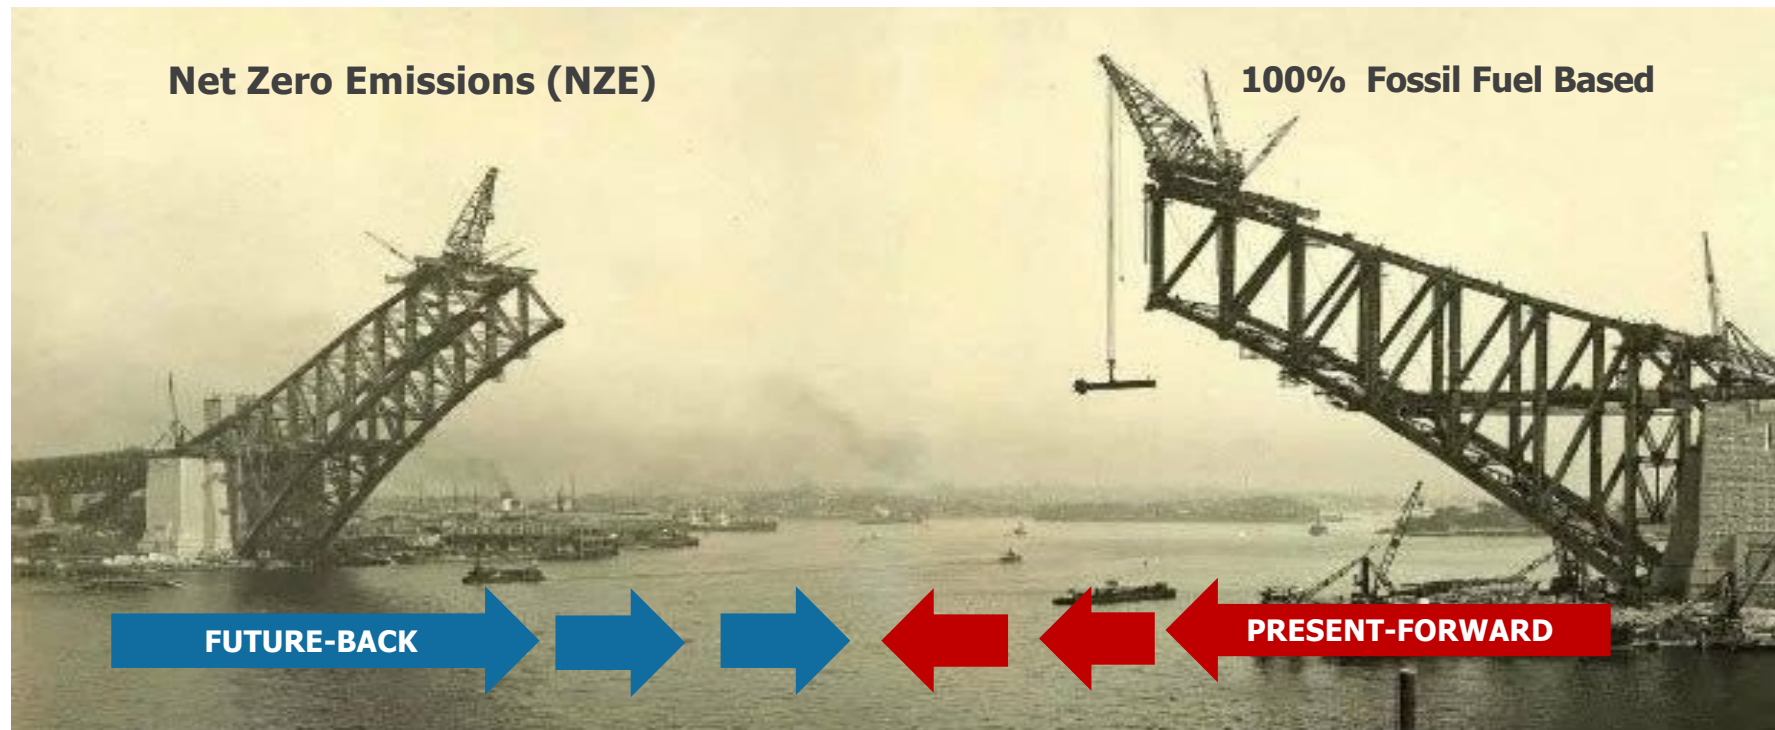 Net Zero Emissions (NZE)
100% Fossil Fuel Based
FUTURE-BACK
PRESENT-FORWARD